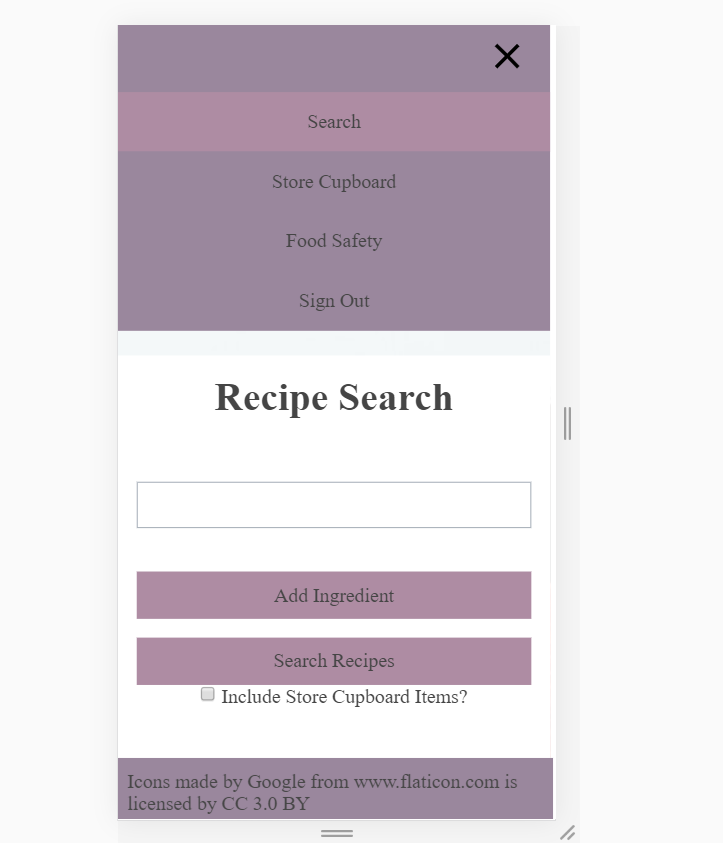 Search
Store Cupboard
Food Safety
Sign Out
Recipe Search
Add Ingredient
Search Recipes
Include Store Cupboard Items?
Icons made by Google from www.flaticon.com is
licensed by CC 3.0 BY